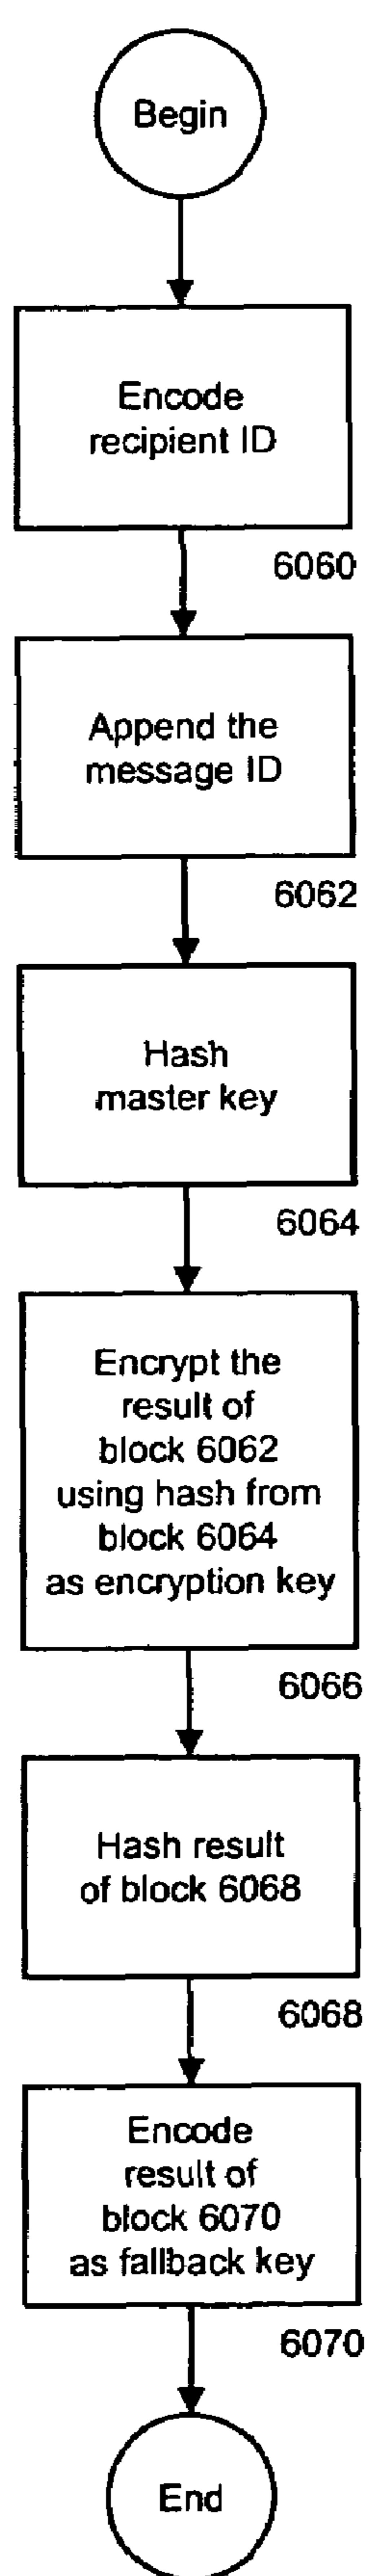 Begin
Encode
recipient ID
6060
Append the
message ID
6062
Hash
master key
6064
Encrypt the
result of
block 6062
using hash from
block 6064
as encryption key
6066
Hash result
of block 6068
6068
Encode
result of
block 6070
as fallback key
6070
End